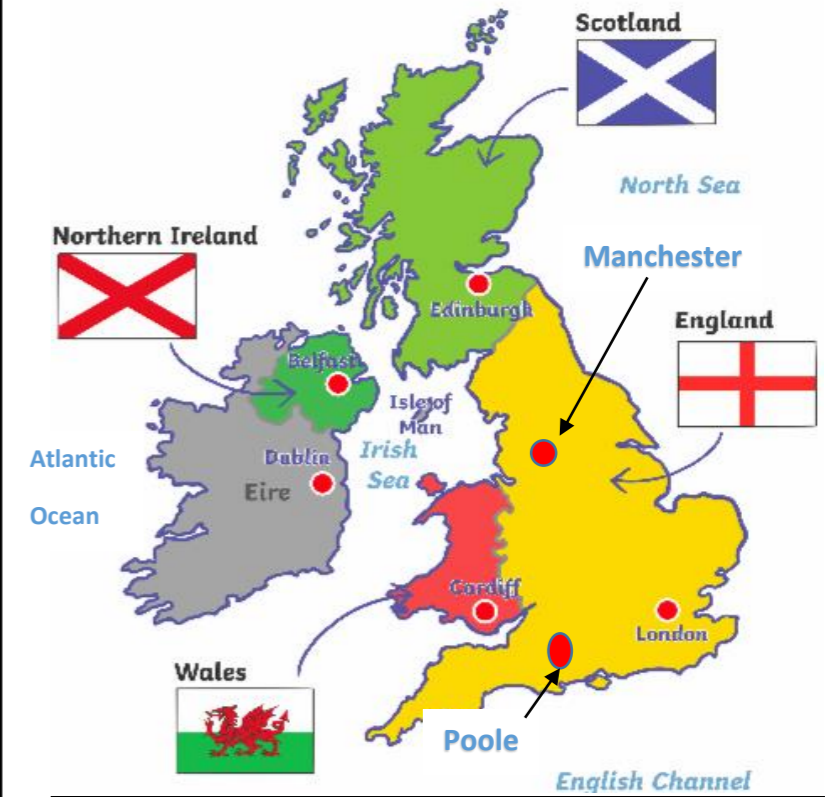 Scotland
North Sea
Northern Ireland
Manchester
Edinburgh
England
Belfast
Isle of
Man
Atlantic
Ocean
Dublin
Irish
Sea
Eire
Cardiff
London
Wales
Poole
English Channel